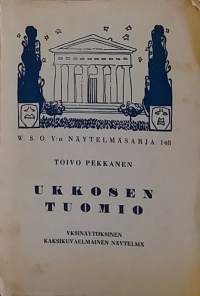 W. S. O. Y:n NÄYTELMÄSARJA 148
TOIVO PEKKANEN
UKKOSEN
TUOMIO
YKSINÄYTÖKSINEN
KAKSIKUVAELMAINEN NÄYTELMÄ